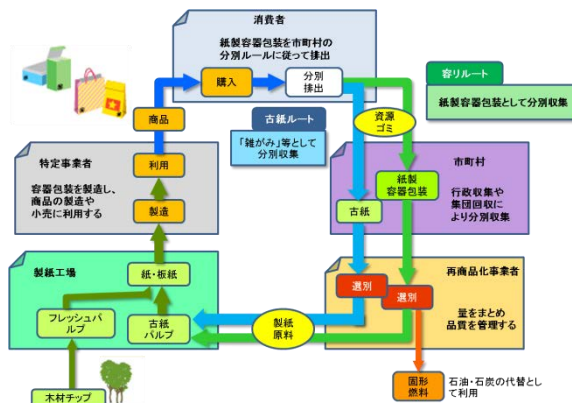 消費者
紙製容器包装を市町村の
分別ルールに従って排出
購入
分別
排出
容リルート
紙製容器包装として分別収集
古紙ルート
「雑がみ」等として
分別収集
資源
ゴミ
商品
特定事業者
容器包装を製造し、
商品の製造や
小売に利用する
利用
製造
市町村
紙製
容器包装
古紙
行政収集や
集団回収に
より分別収集
製紙工場
紙・板紙
フレッシュパ
ルプ
古紙
パルプ
木材チップ
製紙
原料
再商品化事業者
選別
選別
量をまとめ
品質を管理する
固形
燃料
石油・石炭の代替とし
て利用